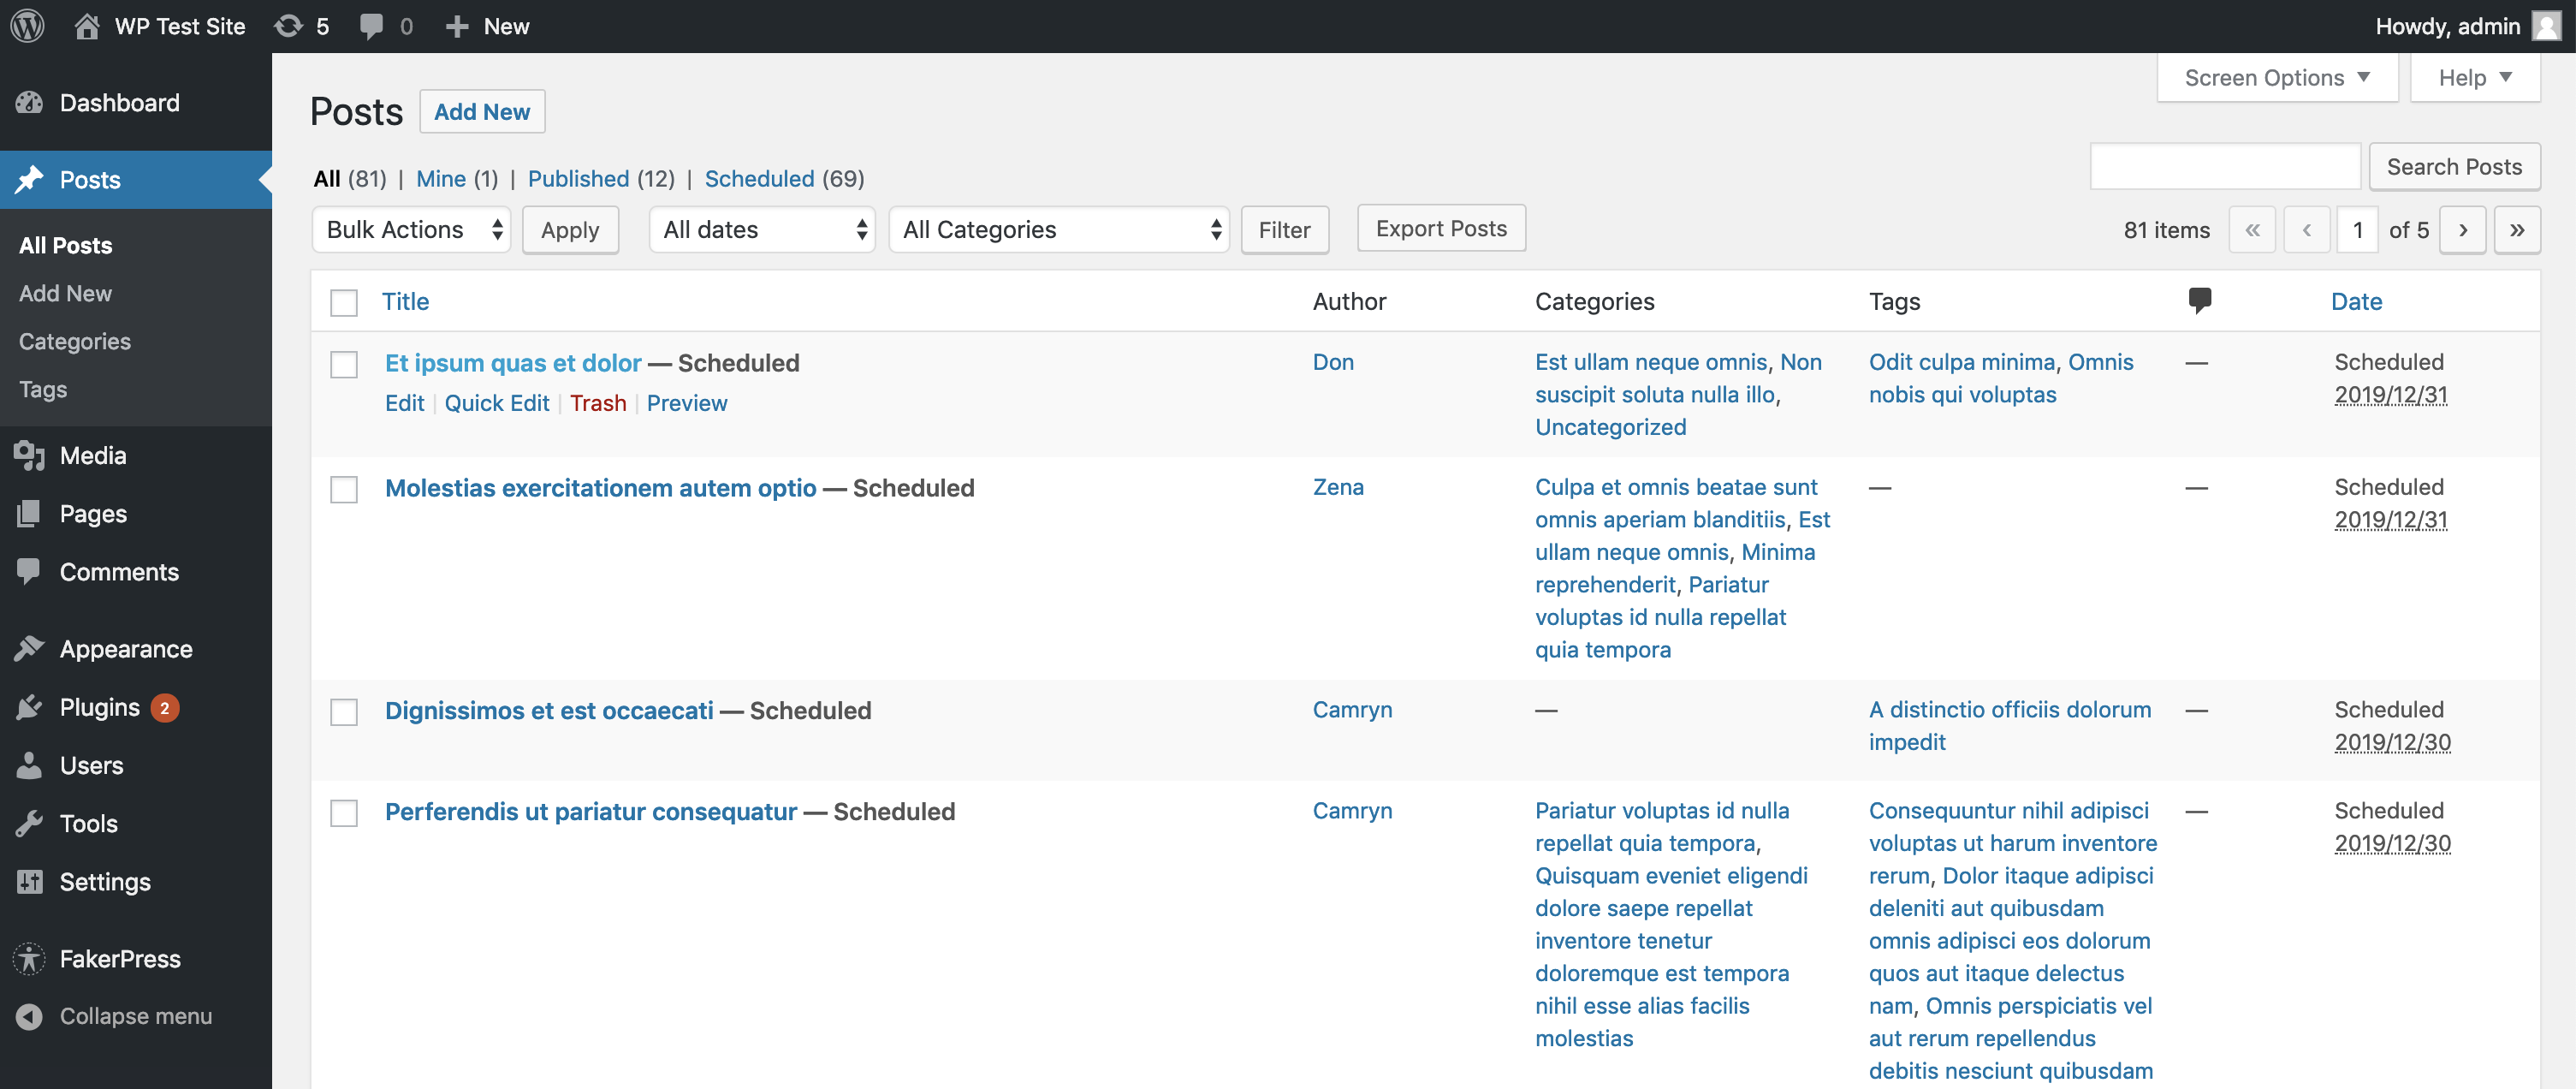 WP Test Site 5 0 New Howdy, admin
Dashboard
Posts
All Posts
Add New
Categories
Tags
Media
Pages
Comments
Appearance
Plugins 2
Users
Tools
Settings
FakerPress
Collapse menu
Screen Options Help
Posts Add New
All (81) | Mine (1) | Published (12) | Scheduled (69)
Search Posts
Bulk Actions Apply All dates All Categories Filter Export Posts 81 items « ‹ 1 of 5 › »
Title Author Categories Tags Date
Et ipsum quas et dolor — Scheduled
Edit | Quick Edit | Trash | Preview
Don
Est ullam neque omnis, Non
suscipit soluta nulla illo,
Uncategorized
Odit culpa minima, Omnis
nobis qui voluptas
—
Scheduled
2019/12/31
Molestias exercitationem autem optio — Scheduled
Zena
Culpa et omnis beatae sunt
omnis aperiam blanditiis, Est
ullam neque omnis, Minima
reprehenderit, Pariatur
voluptas id nulla repellat
quia tempora
—
—
Scheduled
2019/12/31
Dignissimos et est occaecati — Scheduled
Camryn
—
A distinctio officiis dolorum
impedit
—
Scheduled
2019/12/30
Perferendis ut pariatur consequatur — Scheduled
Camryn
Pariatur voluptas id nulla
repellat quia tempora,
Quisquam eveniet eligendi
dolore saepe repellat
inventore tenetur
doloremque est tempora
nihil esse alias facilis
molestias
Consequuntur nihil adipisci
voluptas ut harum inventore
rerum, Dolor itaque adipisci
deleniti aut quibusdam
omnis adipisci eos dolorum
quos aut itaque delectus
nam, Omnis perspiciatis vel
aut rerum repellendus
debitis nesciunt quibusdam
—
Scheduled
2019/12/30